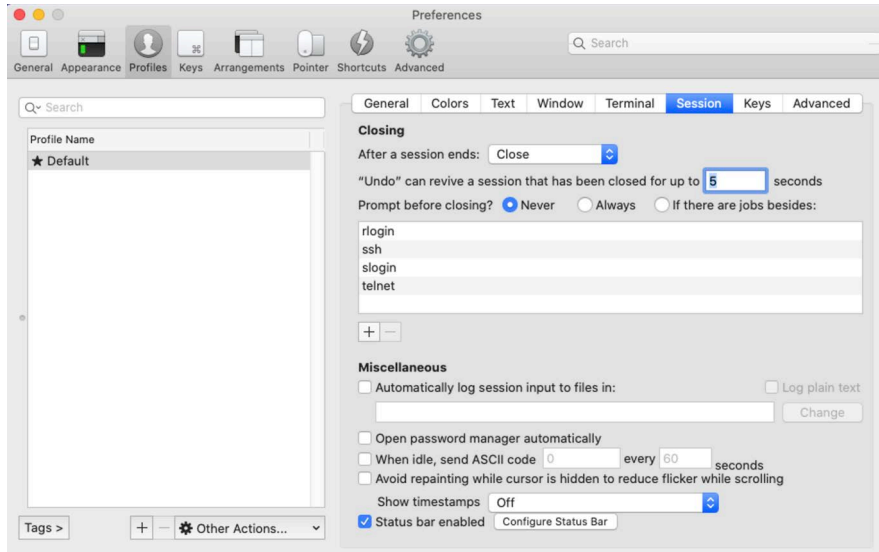 Preferences
General Appearance Profiles Keys Arrangements Pointer Shortcuts Advanced
Search
Search
Profile Name
★ Default
Tags >
+ − Other Actions...
General Colors Text Window Terminal Session Keys Advanced
Closing
After a session ends: Close
“Undo” can revive a session that has been closed for up to 5 seconds
Prompt before closing? Never Always If there are jobs besides:
rlogin
ssh
slogin
telnet
+ −
Miscellaneous
Automatically log session input to files in: Log plain text
Change
Open password manager automatically
When idle, send ASCII code 0 every 60 seconds
Avoid repainting while cursor is hidden to reduce flicker while scrolling
Show timestamps Off
Status bar enabled Configure Status Bar